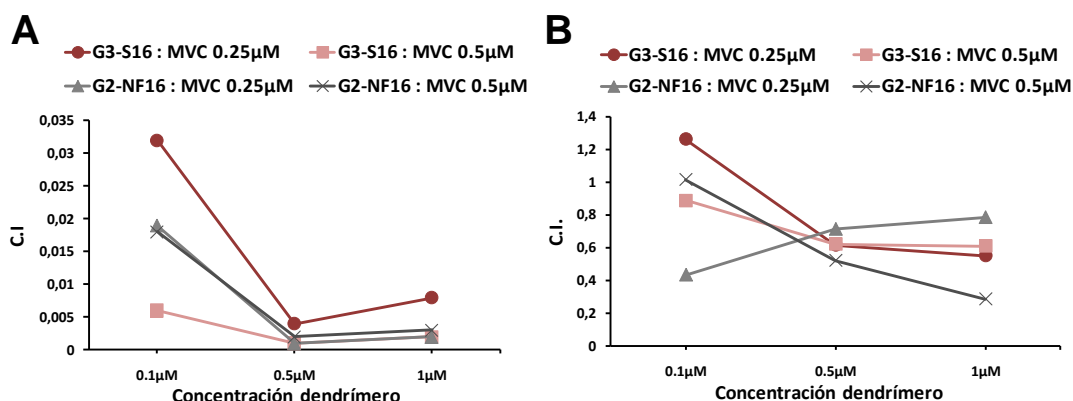 A
G3-S16 : MVC 0.25µM
G3-S16 : MVC 0.5µM
G2-NF16 : MVC 0.25µM
G2-NF16 : MVC 0.5µM
C.I
0,035
0,03
0,025
0,02
0,015
0,01
0,005
0
0.1µM
0.5µM
1µM
Concentración dendrímero
B
G3-S16 : MVC 0.25µM
G3-S16 : MVC 0.5µM
G2-NF16 : MVC 0.25µM
G2-NF16 : MVC 0.5µM
C.I.
1,4
1,2
1
0,8
0,6
0,4
0,2
0
0.1µM
0.5µM
1µM
Concentración dendrímero